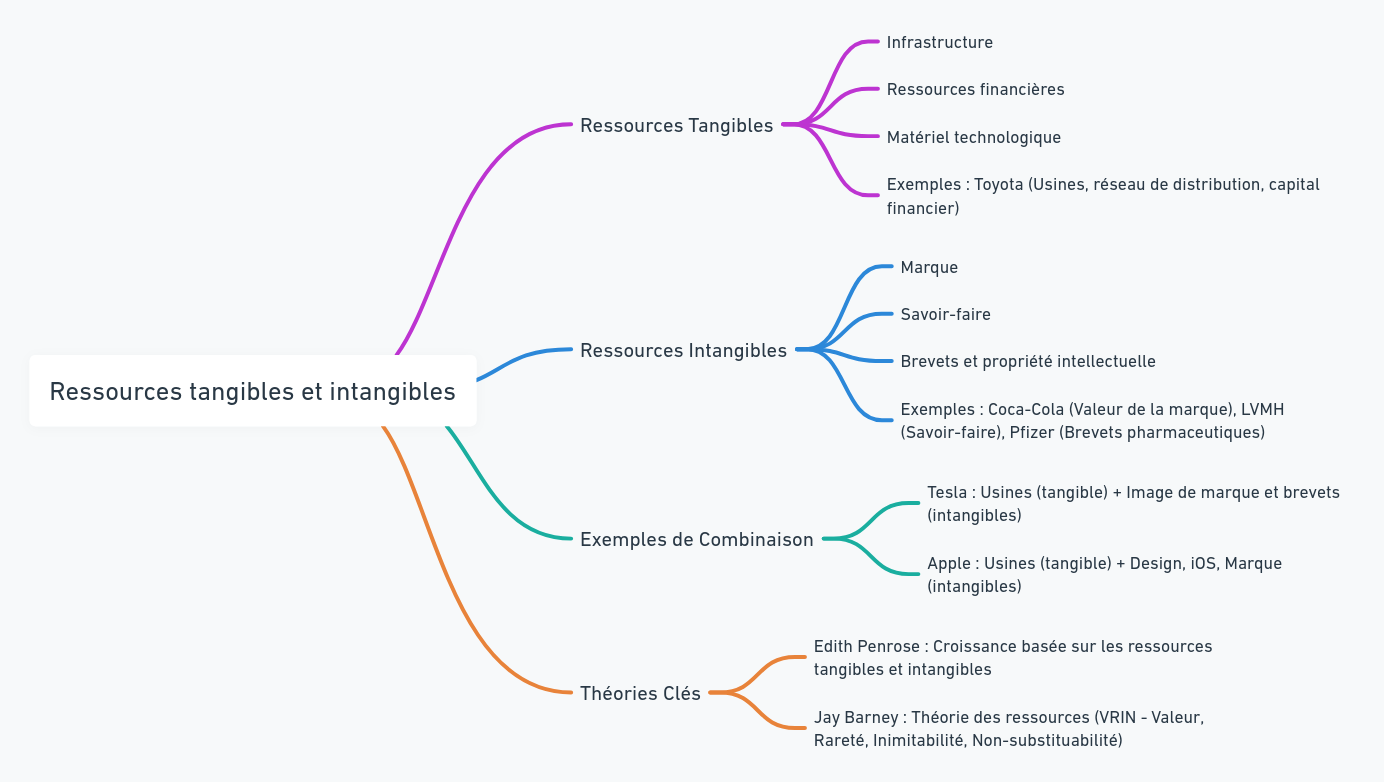 Ressources tangibles et intangibles
Ressources Tangibles
Infrastructure
Ressources financières
Matériel technologique
Exemples : Toyota (Usines, réseau de distribution, capital
financier)
Ressources Intangibles
Marque
Savoir-faire
Brevets et propriété intellectuelle
Exemples : Coca-Cola (Valeur de la marque), LVMH
(Savoir-faire), Pfizer (Brevets pharmaceutiques)
Exemples de Combinaison
Tesla : Usines (tangible) + Image de marque et brevets
(intangibles)
Apple : Usines (tangible) + Design, iOS, Marque
(intangibles)
Théories Clés
Edith Penrose : Croissance basée sur les ressources
tangibles et intangibles
Jay Barney : Théorie des ressources (VRIN - Valeur,
Rareté, Inimitabilité, Non-substituabilité)